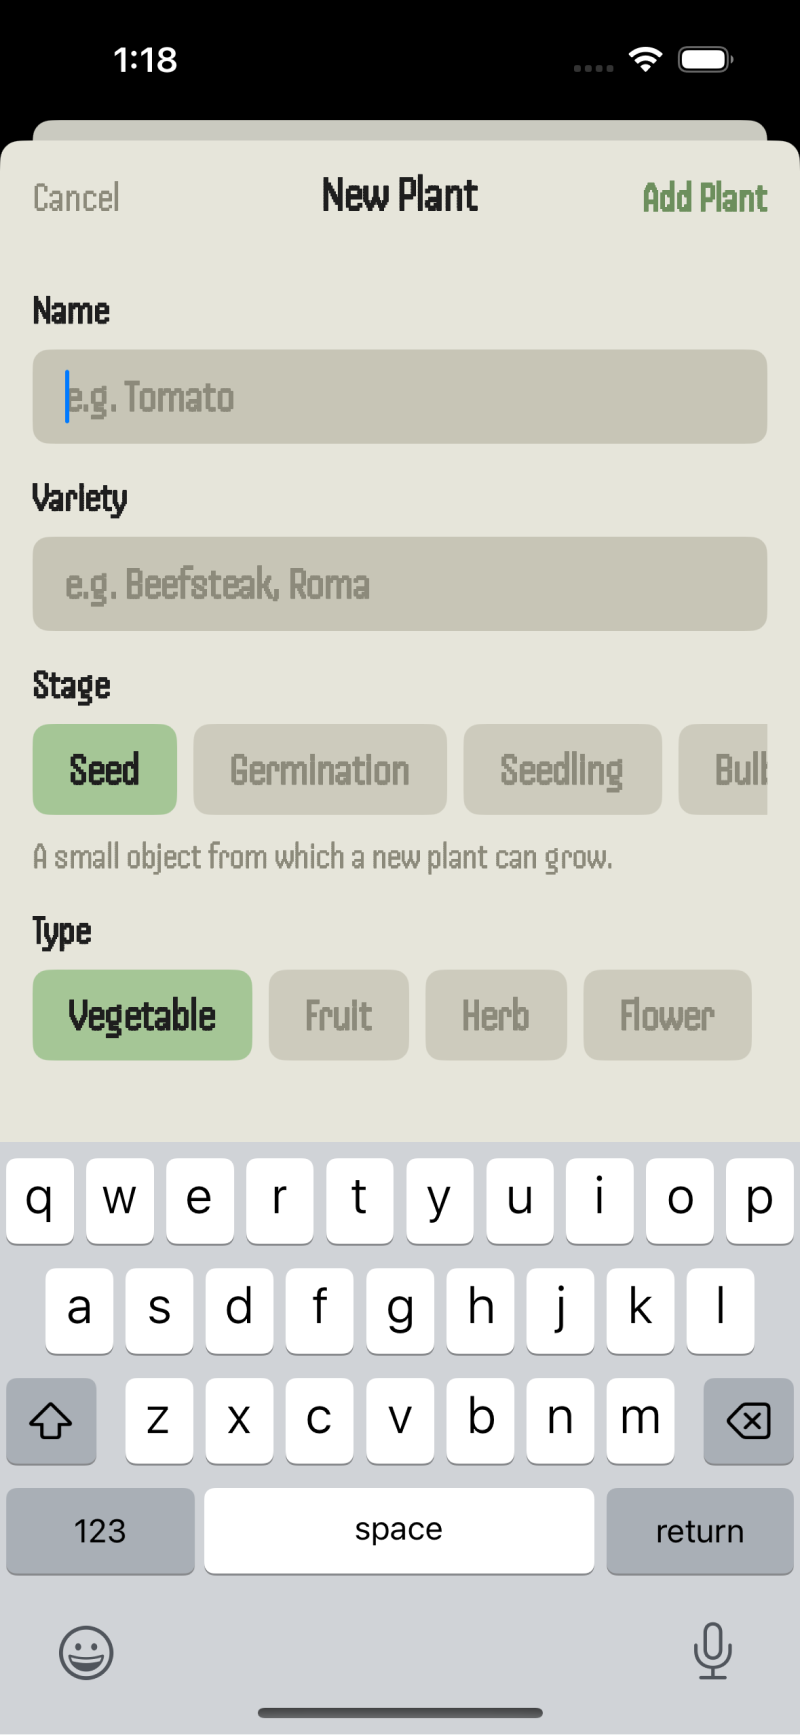 1:18
Cancel New Plant Add Plant
Name
e.g. Tomato
Variety
e.g. Beefsteak, Roma
Stage
Seed Germination Seedling Bulb
A small object from which a new plant can grow.
Type
Vegetable Fruit Herb Flower
q w e r t y u i o p
a s d f g h j k l
z x c v b n m
123 space return